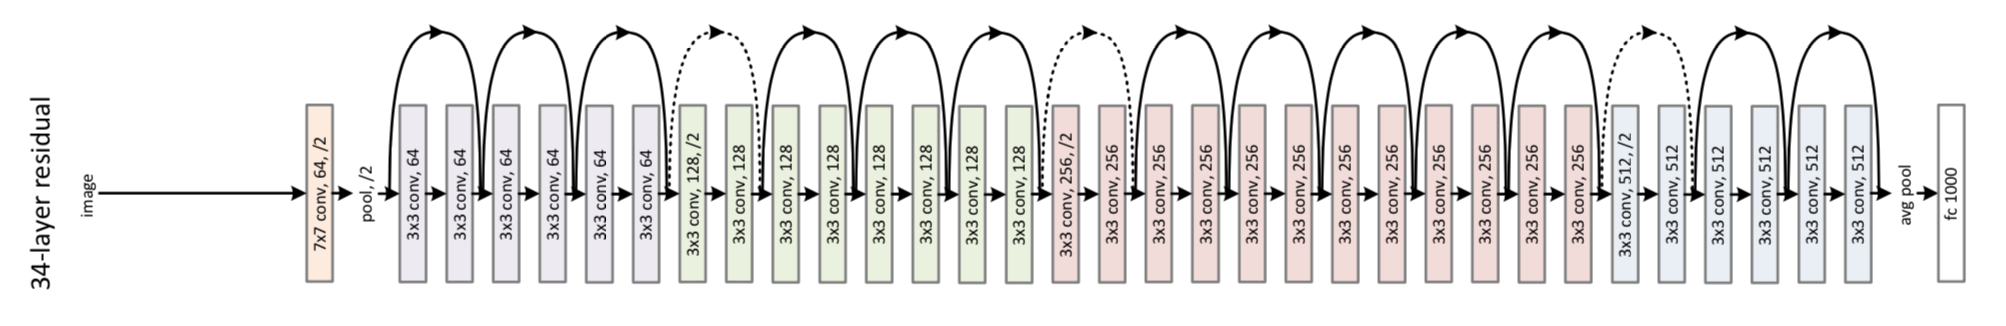 34-layer residual
image
7x7 conv, 64, /2
pool, /2
3x3 conv, 64
3x3 conv, 64
3x3 conv, 64
3x3 conv, 64
3x3 conv, 64
3x3 conv, 64
3x3 conv, 128, /2
3x3 conv, 128
3x3 conv, 128
3x3 conv, 128
3x3 conv, 128
3x3 conv, 128
3x3 conv, 128
3x3 conv, 128
3x3 conv, 256, /2
3x3 conv, 256
3x3 conv, 256
3x3 conv, 256
3x3 conv, 256
3x3 conv, 256
3x3 conv, 256
3x3 conv, 256
3x3 conv, 256
3x3 conv, 256
3x3 conv, 256
3x3 conv, 256
3x3 conv, 512, /2
3x3 conv, 512
3x3 conv, 512
3x3 conv, 512
3x3 conv, 512
3x3 conv, 512
avg pool
fc 1000